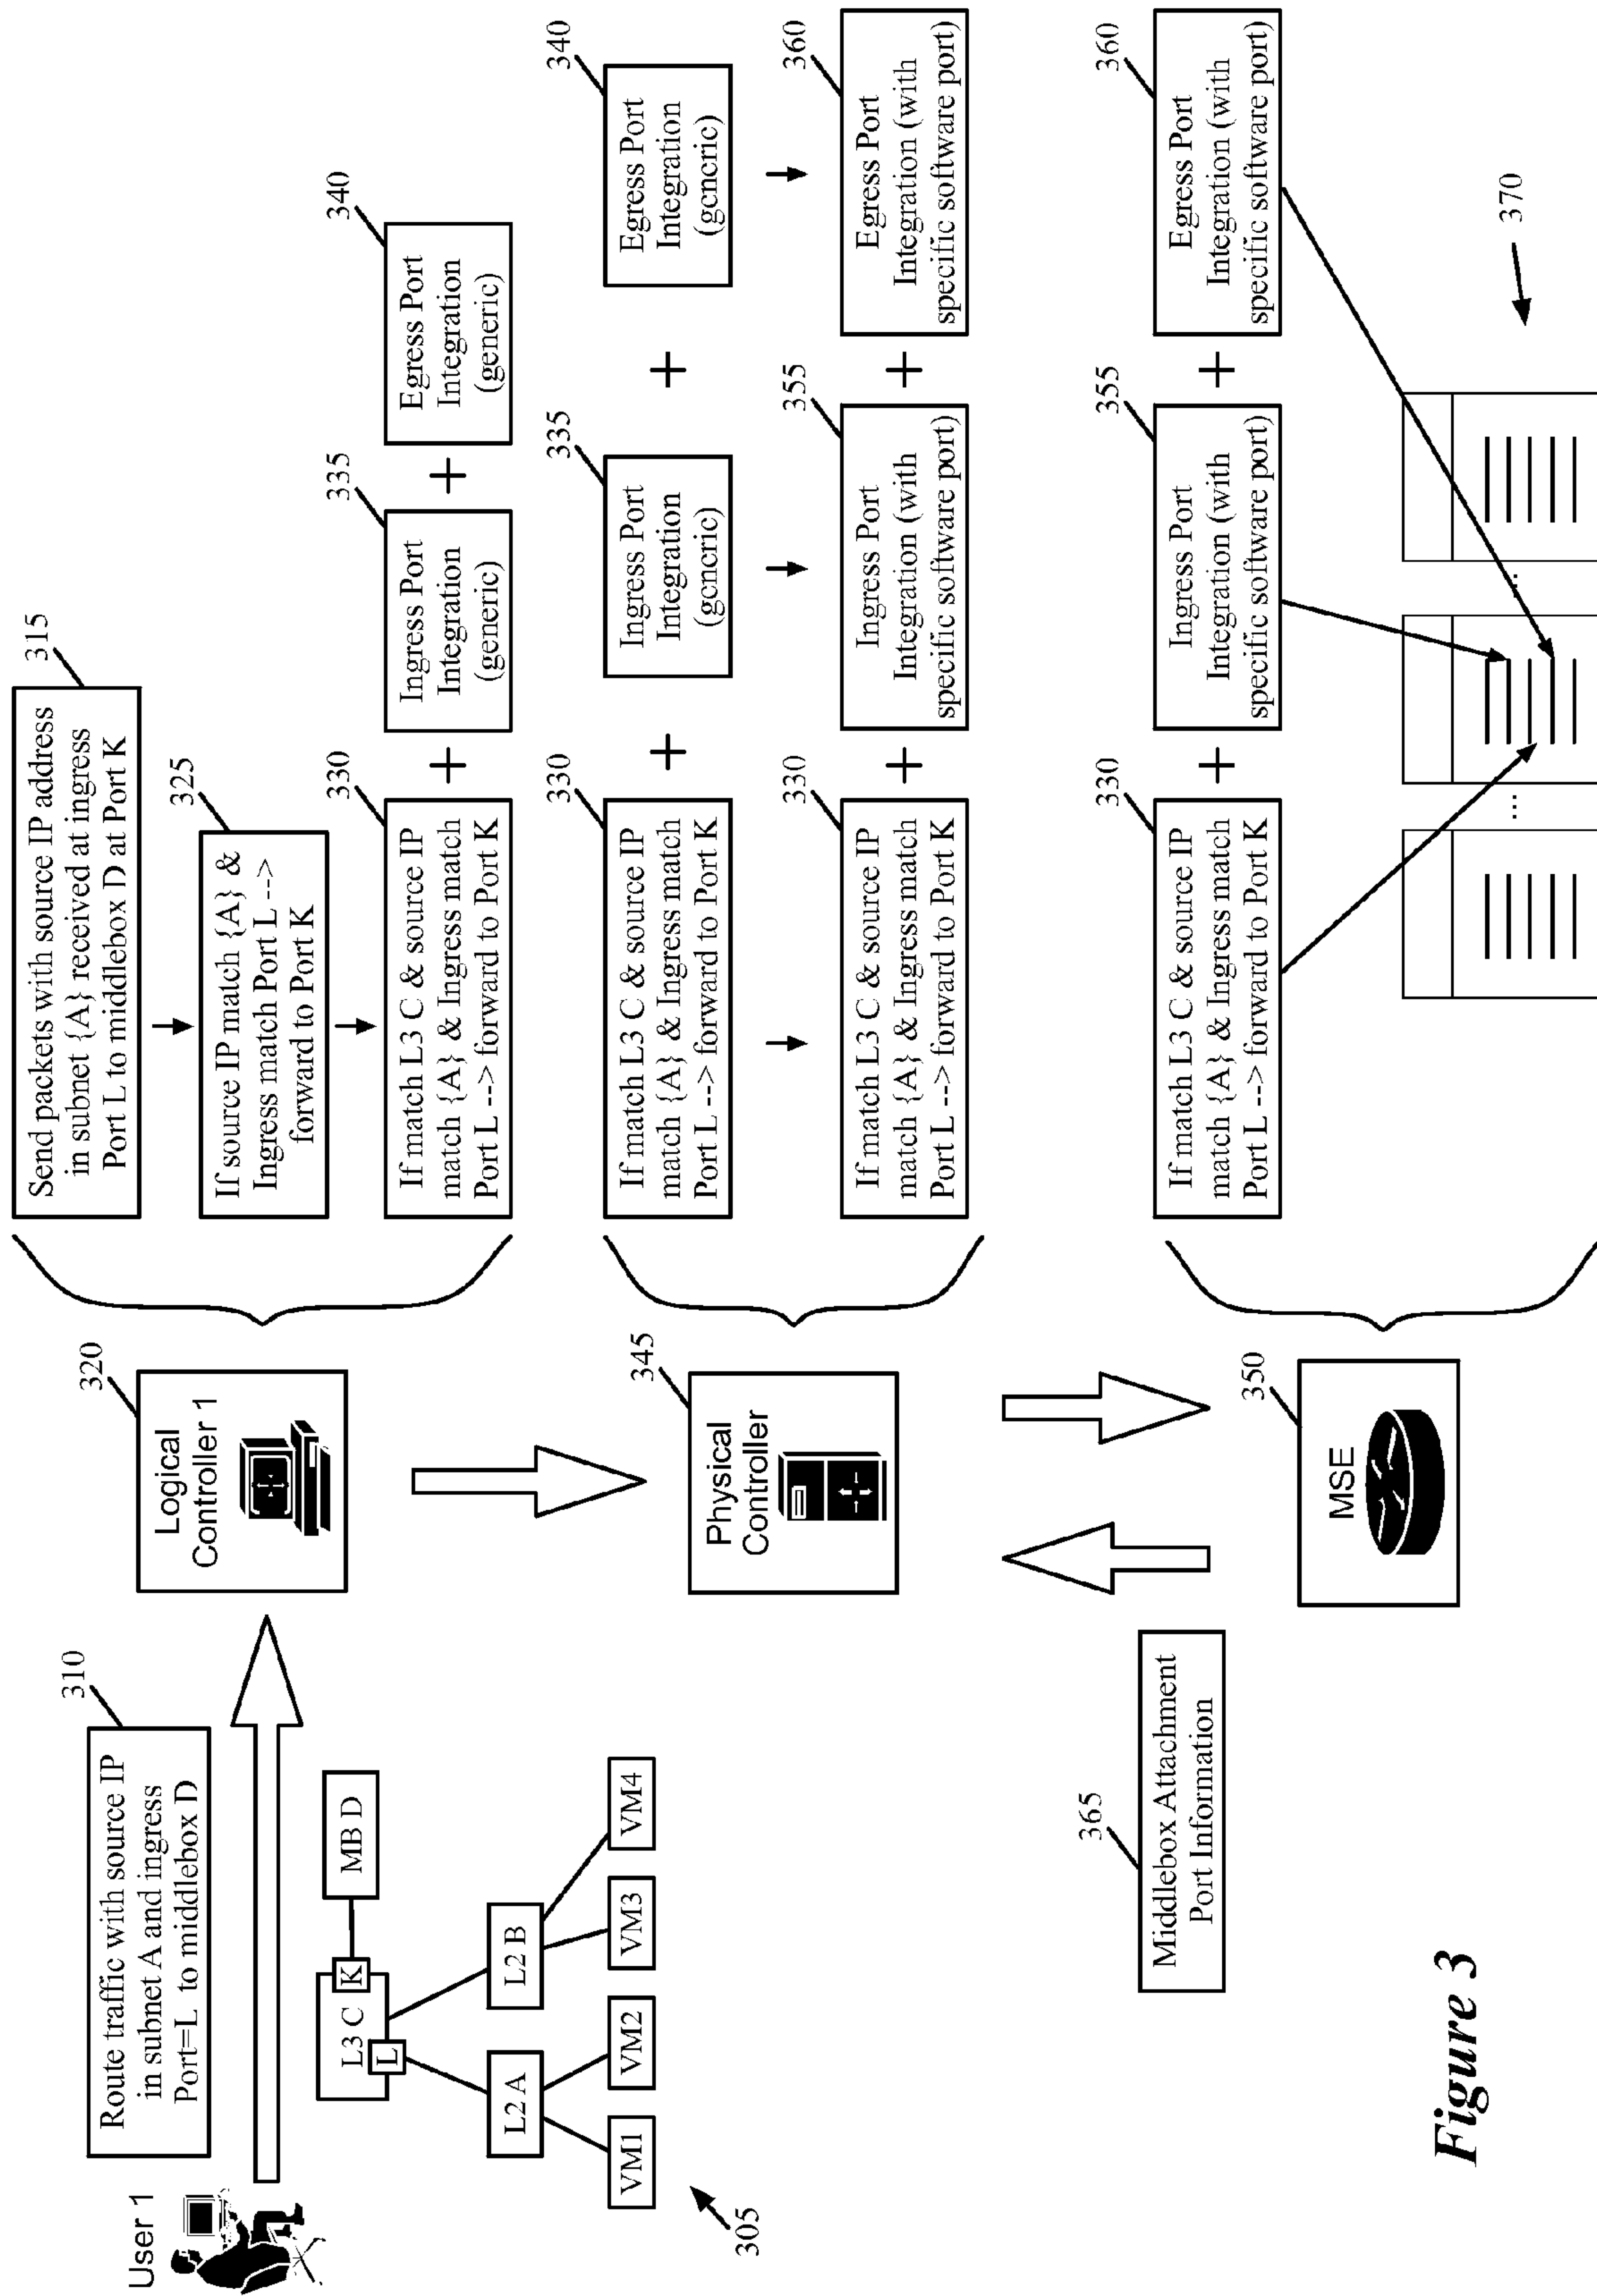 User 1
310
Route traffic with source IP
in subnet A and ingress
Port=L to middlebox D
L3 C
K
L
MB D
L2 A
L2 B
VM1
VM2
VM3
VM4
305
320
Logical
Controller 1
315
Send packets with source IP address
in subnet {A} received at ingress
Port L to middlebox D at Port K
325
If source IP match {A} &
Ingress match Port L -->
forward to Port K
330
If match L3 C & source IP
match {A} & Ingress match
Port L --> forward to Port K
+
335
Ingress Port
Integration
(generic)
+
340
Egress Port
Integration
(generic)
345
Physical
Controller
330
If match L3 C & source IP
match {A} & Ingress match
Port L --> forward to Port K
+
335
Ingress Port
Integration
(generic)
+
340
Egress Port
Integration
(generic)
330
If match L3 C & source IP
match {A} & Ingress match
Port L --> forward to Port K
+
355
Ingress Port
Integration (with
specific software port)
+
360
Egress Port
Integration (with
specific software port)
365
Middlebox Attachment
Port Information
350
MSE
330
If match L3 C & source IP
match {A} & Ingress match
Port L --> forward to Port K
+
355
Ingress Port
Integration (with
specific software port)
+
360
Egress Port
Integration (with
specific software port)
...
...
370
Figure 3